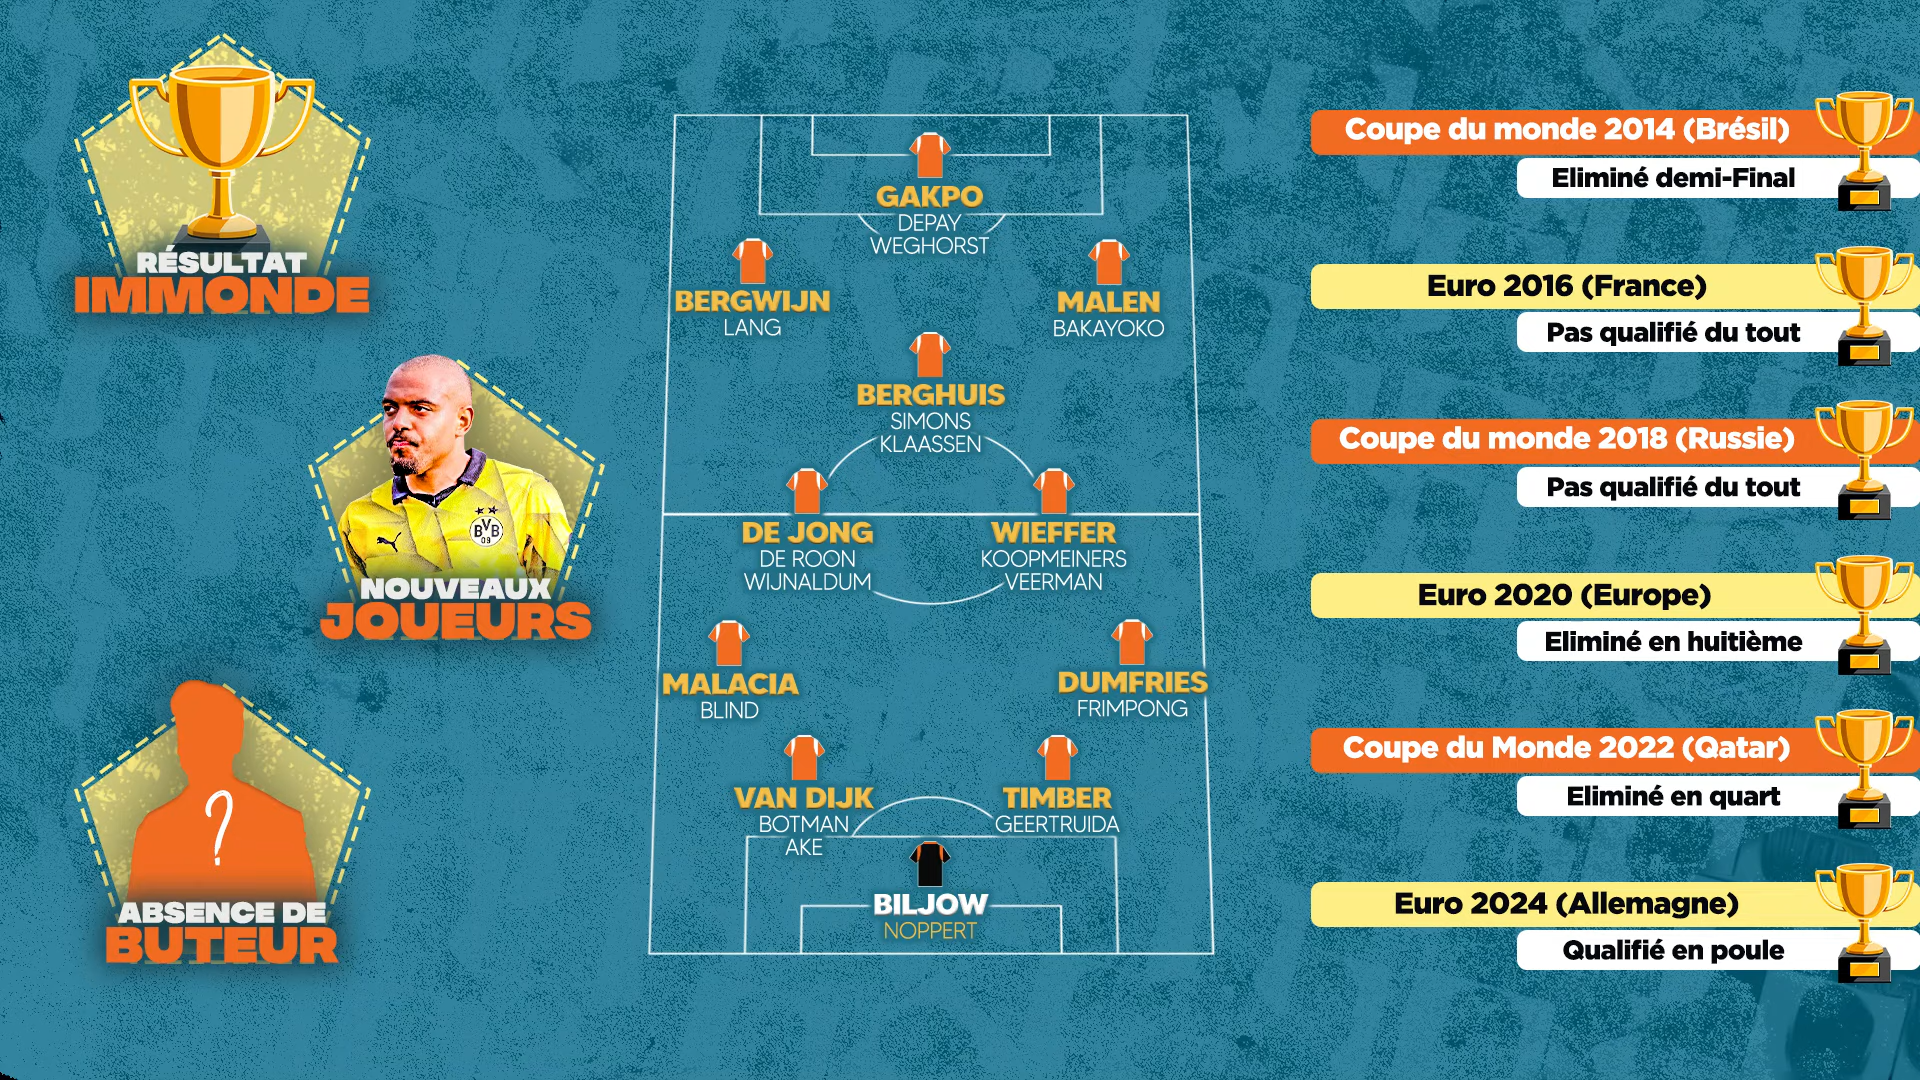 RÉSULTAT
IMMONDE
BVB
09
NOUVEAUX
JOUEURS
?
ABSENCE DE
BUTEUR
GAKPO
DEPAY
WEGHORST
BERGWIJN
LANG
MALEN
BAKAYOKO
BERGHUIS
SIMONS
KLAASSEN
DE JONG
DE ROON
WIJNALDUM
WIEFFER
KOOPMEINERS
VEERMAN
MALACIA
BLIND
DUMFRIES
FRIMPONG
VAN DIJK
BOTMAN
AKE
TIMBER
GEERTRUIDA
BILJOW
NOPPERT
Coupe du monde 2014 (Brésil)
Eliminé demi-Final
Euro 2016 (France)
Pas qualifié du tout
Coupe du monde 2018 (Russie)
Pas qualifié du tout
Euro 2020 (Europe)
Eliminé en huitième
Coupe du Monde 2022 (Qatar)
Eliminé en quart
Euro 2024 (Allemagne)
Qualifié en poule